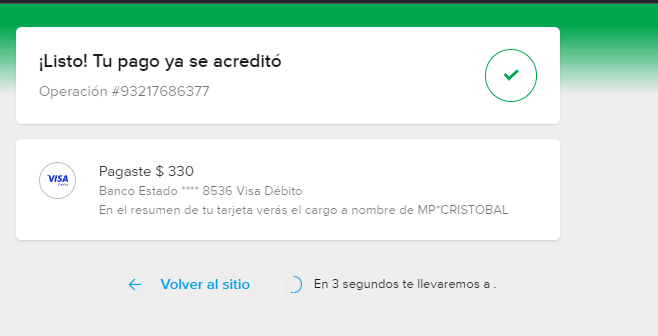 ¡Listo! Tu pago ya se acreditó
Operación #93217686377
VISA
Débito
Pagaste $ 330
Banco Estado **** 8536 Visa Débito
En el resumen de tu tarjeta verás el cargo a nombre de MP*CRISTOBAL
Volver al sitio
En 3 segundos te llevaremos a .